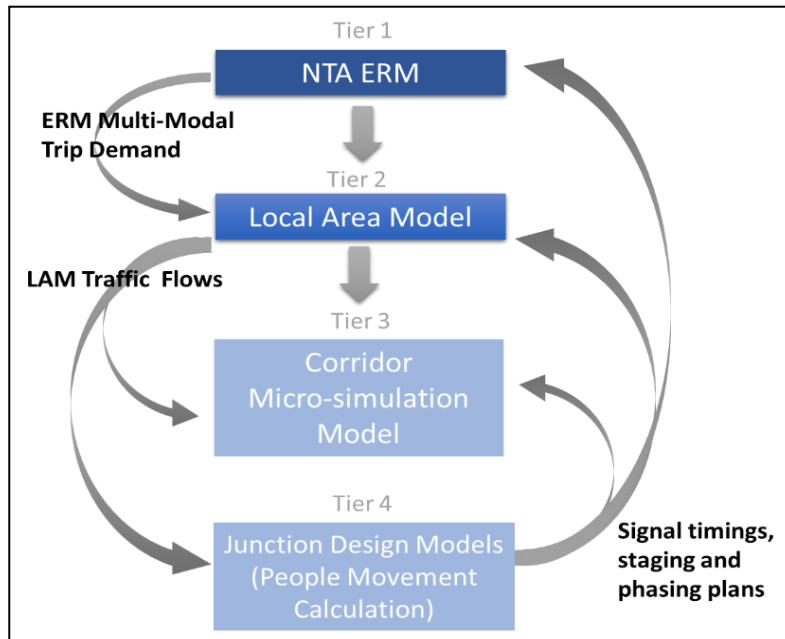 Tier 1
NTA ERM
ERM Multi-Modal
Trip Demand
Tier 2
Local Area Model
LAM Traffic  Flows
Tier 3
Corridor
Micro-simulation
Model
Tier 4
Junction Design Models
(People Movement
Calculation)
Signal timings,
staging and
phasing plans